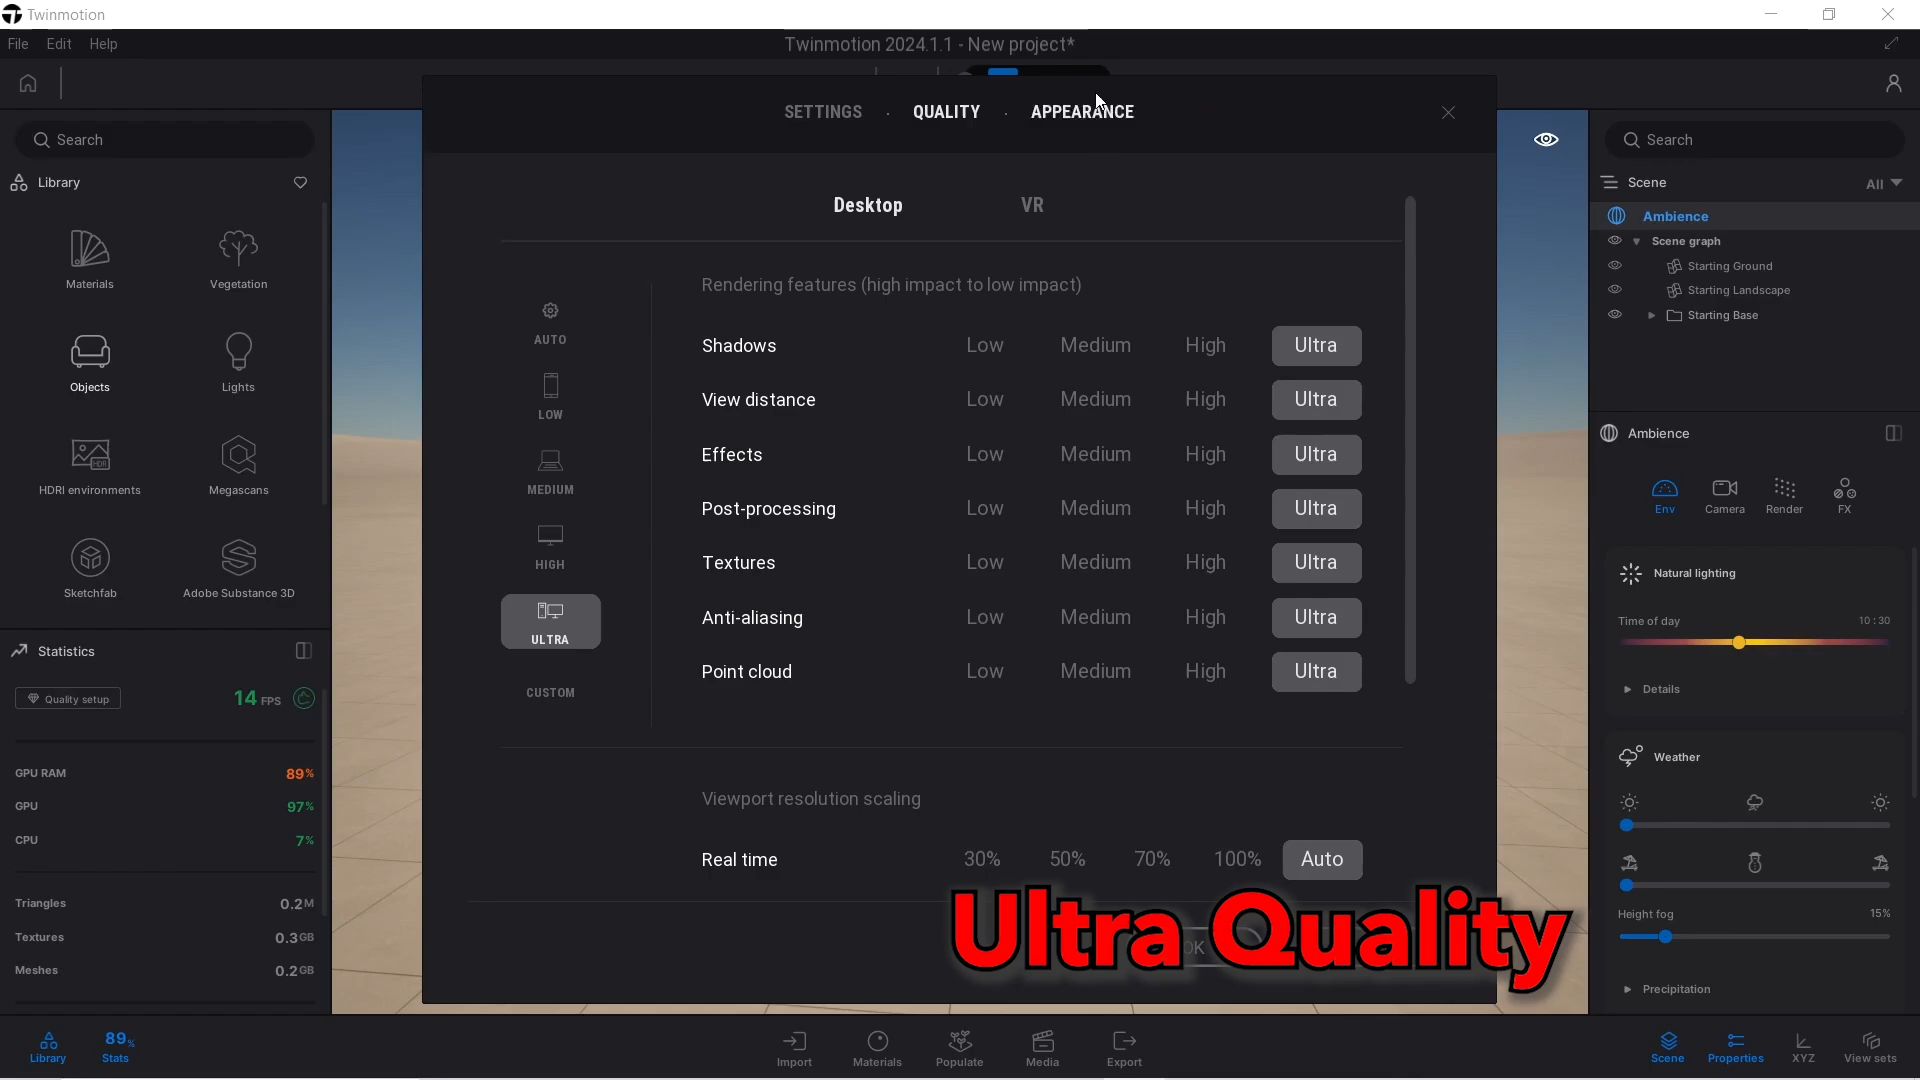 Twinmotion
File Edit Help
Twinmotion 2024.1.1 - New project*
SETTINGS · QUALITY · APPEARANCE
Search
Library
Materials
Vegetation
Objects
Lights
HDR
HDRI environments
Megascans
Sketchfab
Adobe Substance 3D
Statistics
Quality setup
14 FPS
GPU RAM 89%
GPU 97%
CPU 7%
Triangles 0.2M
Textures 0.3GB
Meshes 0.2GB
Desktop VR
AUTO
LOW
MEDIUM
HIGH
ULTRA
CUSTOM
Rendering features (high impact to low impact)
Shadows Low Medium High Ultra
View distance Low Medium High Ultra
Effects Low Medium High Ultra
Post-processing Low Medium High Ultra
Textures Low Medium High Ultra
Anti-aliasing Low Medium High Ultra
Point cloud Low Medium High Ultra
Viewport resolution scaling
Real time 30% 50% 70% 100% Auto
OK
Ultra Quality
Search
Scene All
Ambience
Scene graph
Starting Ground
Starting Landscape
Starting Base
Ambience
Env Camera Render FX
Natural lighting
Time of day 10:30
Details
Weather
Height fog 15%
Precipitation
Library
89%
Stats
Import Materials Populate Media Export
Scene Properties XYZ View sets